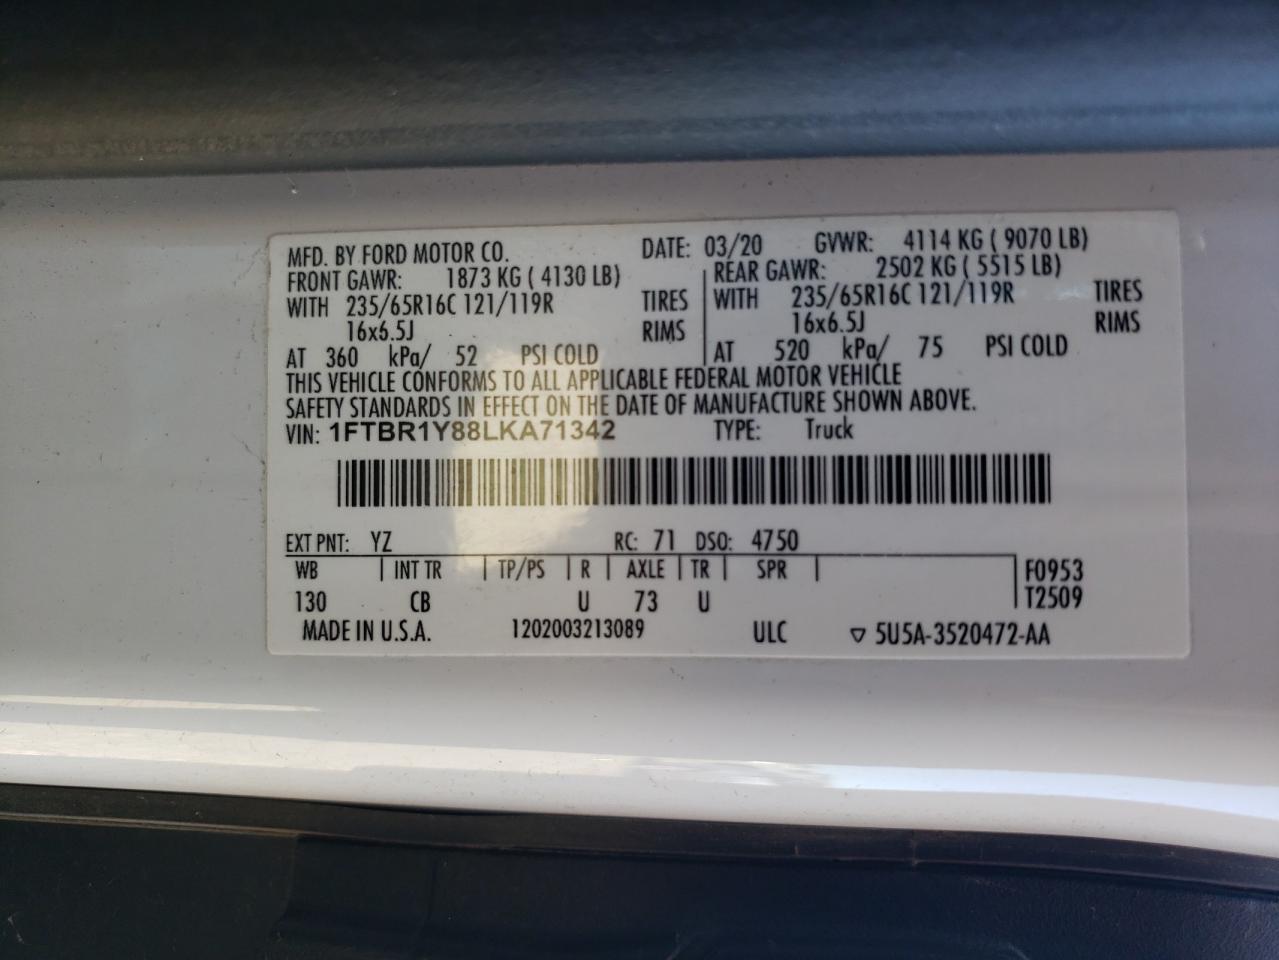 MFD. BY FORD MOTOR CO. DATE: 03/20 GVWR: 4114 KG ( 9070 LB)
FRONT GAWR: 1873 KG ( 4130 LB) REAR GAWR: 2502 KG ( 5515 LB)
WITH 235/65R16C 121/119R TIRES WITH 235/65R16C 121/119R TIRES
16x6.5J RIMS 16x6.5J RIMS
AT 360 kPa/ 52 PSI COLD AT 520 kPa/ 75 PSI COLD
THIS VEHICLE CONFORMS TO ALL APPLICABLE FEDERAL MOTOR VEHICLE
SAFETY STANDARDS IN EFFECT ON THE DATE OF MANUFACTURE SHOWN ABOVE.
VIN: 1FTBR1Y88LKA71342 TYPE: Truck
EXT PNT: YZ RC: 71 DSO: 4750
WB INT TR TP/PS R AXLE TR SPR F0953
130 CB U 73 U T2509
MADE IN U.S.A. 1202003213089 ULC ▽ 5U5A-3520472-AA